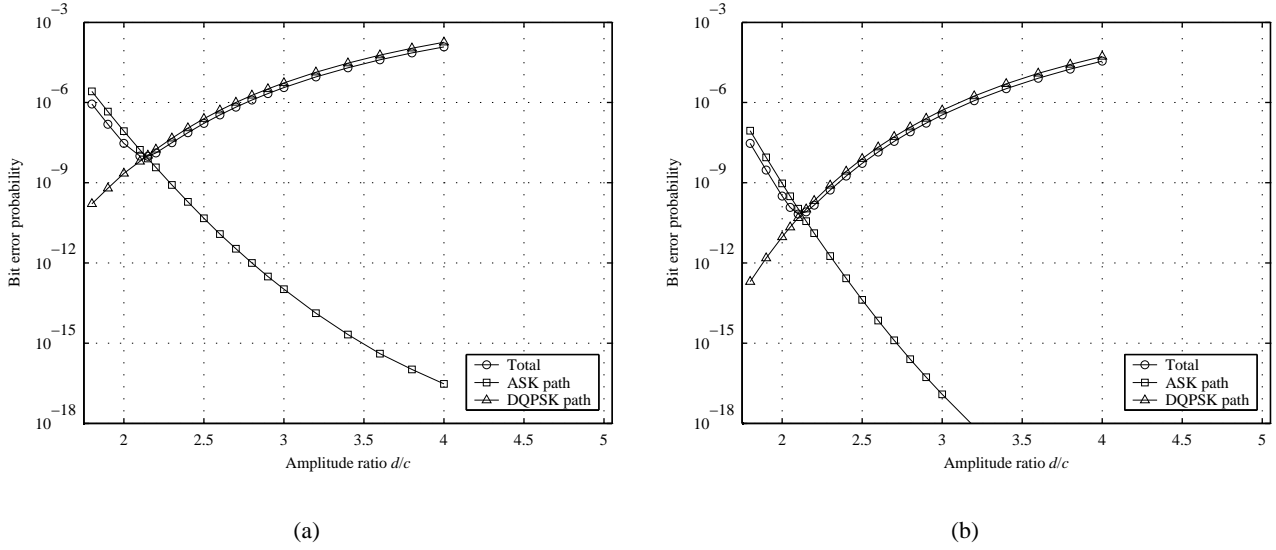 10−3
10−6
10−9
10−12
10−15
10−18
Bit error probability
2 2.5 3 3.5 4 4.5 5
Amplitude ratio d/c
Total
ASK path
DQPSK path
(a)
10−3
10−6
10−9
10−12
10−15
10−18
Bit error probability
2 2.5 3 3.5 4 4.5 5
Amplitude ratio d/c
Total
ASK path
DQPSK path
(b)